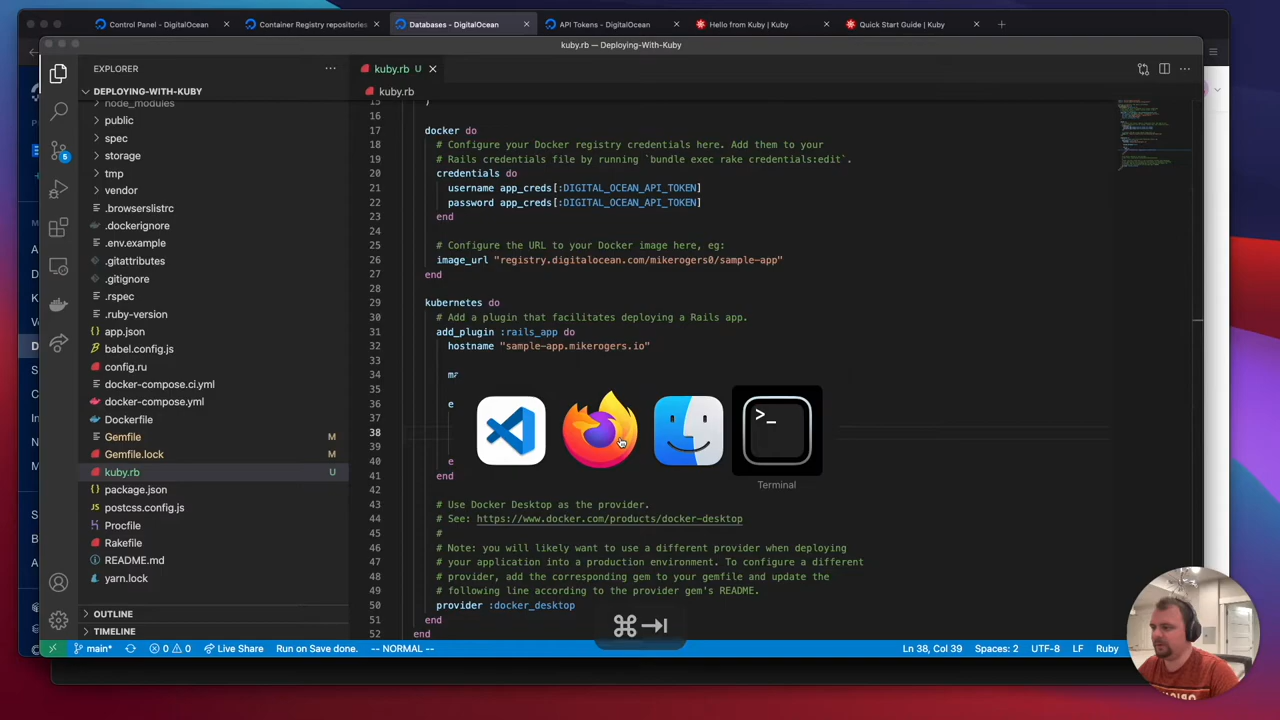 Control Panel - DigitalOcean
Container Registry repositories
Databases - DigitalOcean
API Tokens - DigitalOcean
Hello from Kuby | Kuby
Quick Start Guide | Kuby
kuby.rb — Deploying-With-Kuby
EXPLORER
DEPLOYING-WITH-KUBY
node_modules
public
spec
storage
tmp
vendor
.browserslistrc
.dockerignore
.env.example
.gitattributes
.gitignore
.rspec
.ruby-version
app.json
babel.config.js
config.ru
docker-compose.ci.yml
docker-compose.yml
Dockerfile
Gemfile M
Gemfile.lock M
kuby.rb U
package.json
postcss.config.js
Procfile
Rakefile
README.md
yarn.lock
OUTLINE
TIMELINE
5
kuby.rb U
kuby.rb
15 )
16
17 docker do
18 # Configure your Docker registry credentials here. Add them to your
19 # Rails credentials file by running `bundle exec rake credentials:edit`.
20 credentials do
21 username app_creds[:DIGITAL_OCEAN_API_TOKEN]
22 password app_creds[:DIGITAL_OCEAN_API_TOKEN]
23 end
24
25 # Configure the URL to your Docker image here, eg:
26 image_url "registry.digitalocean.com/mikerogers0/sample-app"
27 end
28
29 kubernetes do
30 # Add a plugin that facilitates deploying a Rails app.
31 add_plugin :rails_app do
32 hostname "sample-app.mikerogers.io"
33
34
35
36 e
37
38
39
40 e
41 end
42
43 # Use Docker Desktop as the provider.
44 # See: https://www.docker.com/products/docker-desktop
45 #
46 # Note: you will likely want to use a different provider when deploying
47 # your application into a production environment. To configure a different
48 # provider, add the corresponding gem to your gemfile and update the
49 # following line according to the provider gem's README.
50 provider :docker_desktop
51 end
52 end
Terminal
main*
0 0
Live Share
Run on Save done.
-- NORMAL --
Ln 38, Col 39
Spaces: 2
UTF-8
LF
Ruby